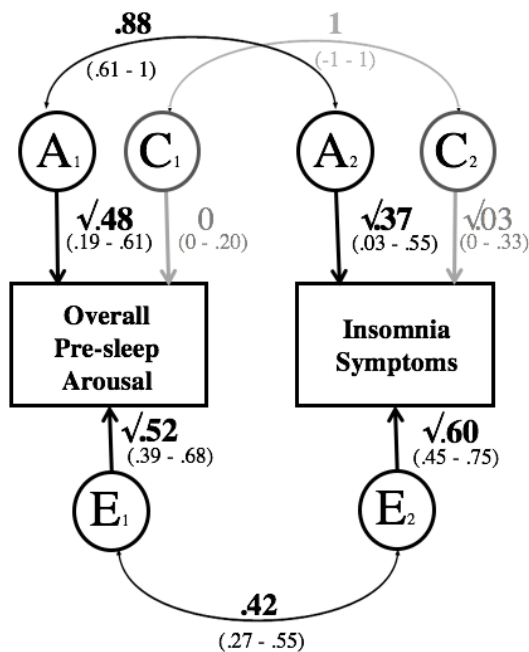 .88 1
(.61 - 1) (-1 - 1)
A1 C1 A2 C2
√.48 0 √.37 √.03
(.19 - .61) (0 - .20) (.03 - .55) (0 - .33)
Overall
Pre-sleep
Arousal
Insomnia
Symptoms
√.52 √.60
(.39 - .68) (.45 - .75)
E1 E2
.42
(.27 - .55)